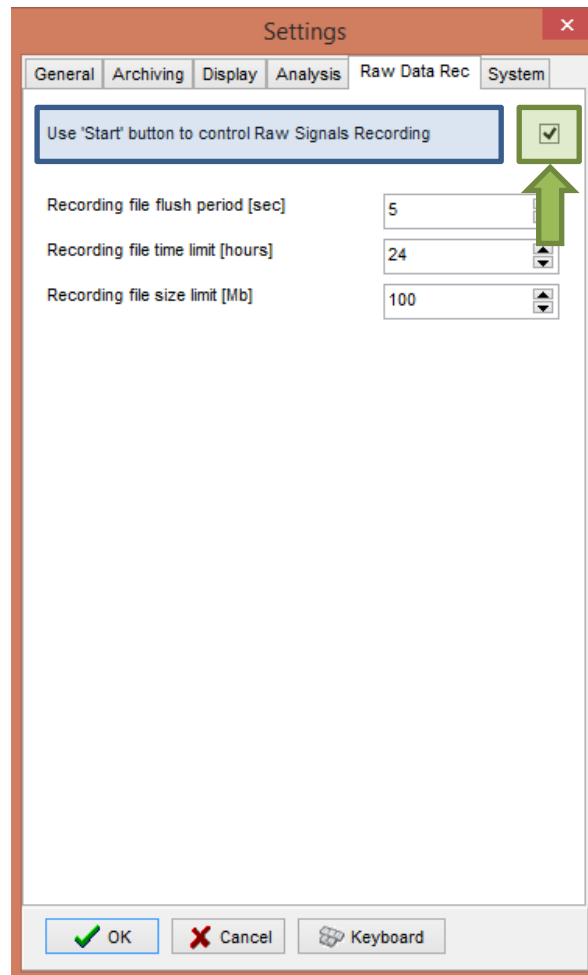 Settings
General Archiving Display Analysis Raw Data Rec System
Use 'Start' button to control Raw Signals Recording
Recording file flush period [sec] 5
Recording file time limit [hours] 24
Recording file size limit [Mb] 100
OK Cancel Keyboard